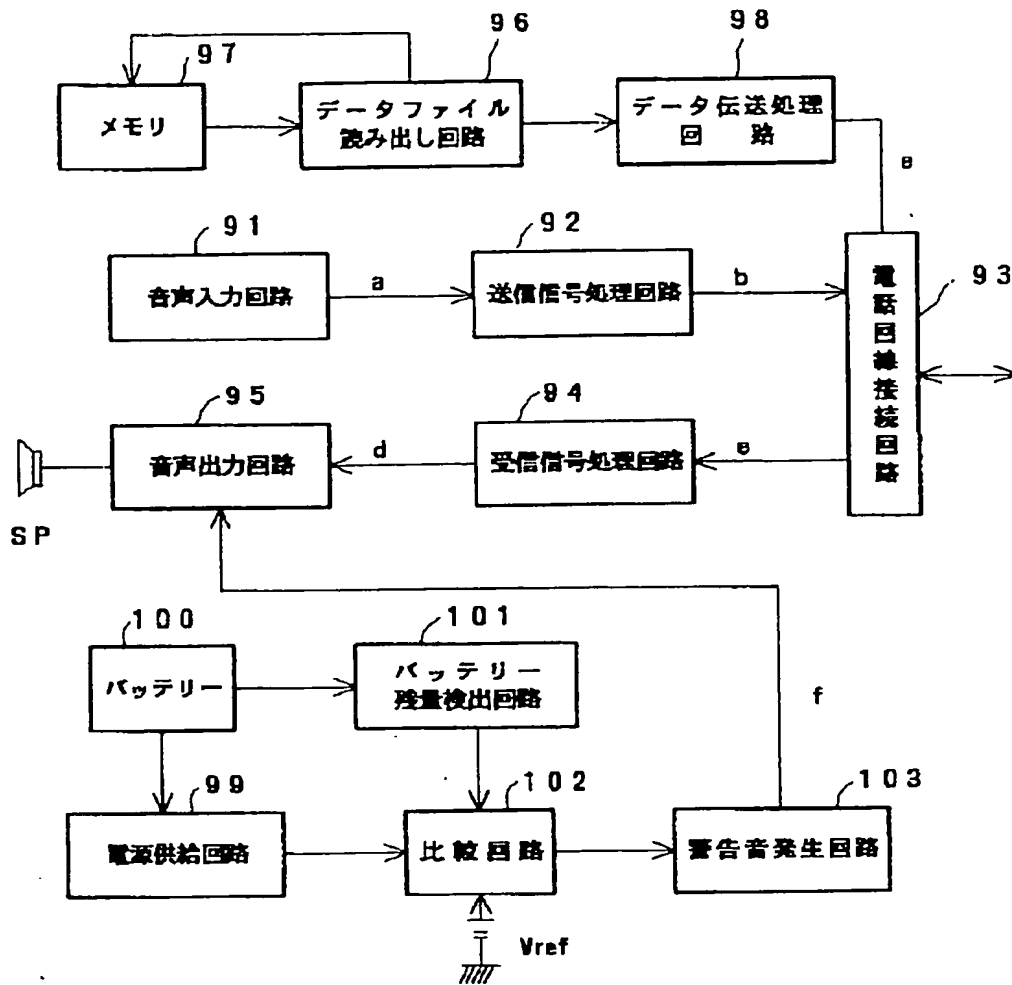 96
98
97
メモリ
データファイル
読み出し回路
データ伝送処理
回路
e
91
92
93
音声入力回路
a
送信信号処理回路
b
電話回線接続回路
95
94
音声出力回路
d
受信信号処理回路
SP
100
101
バッテリー
バッテリー
残量検出回路
f
99
102
103
電源供給回路
比較回路
警告音発生回路
Vref